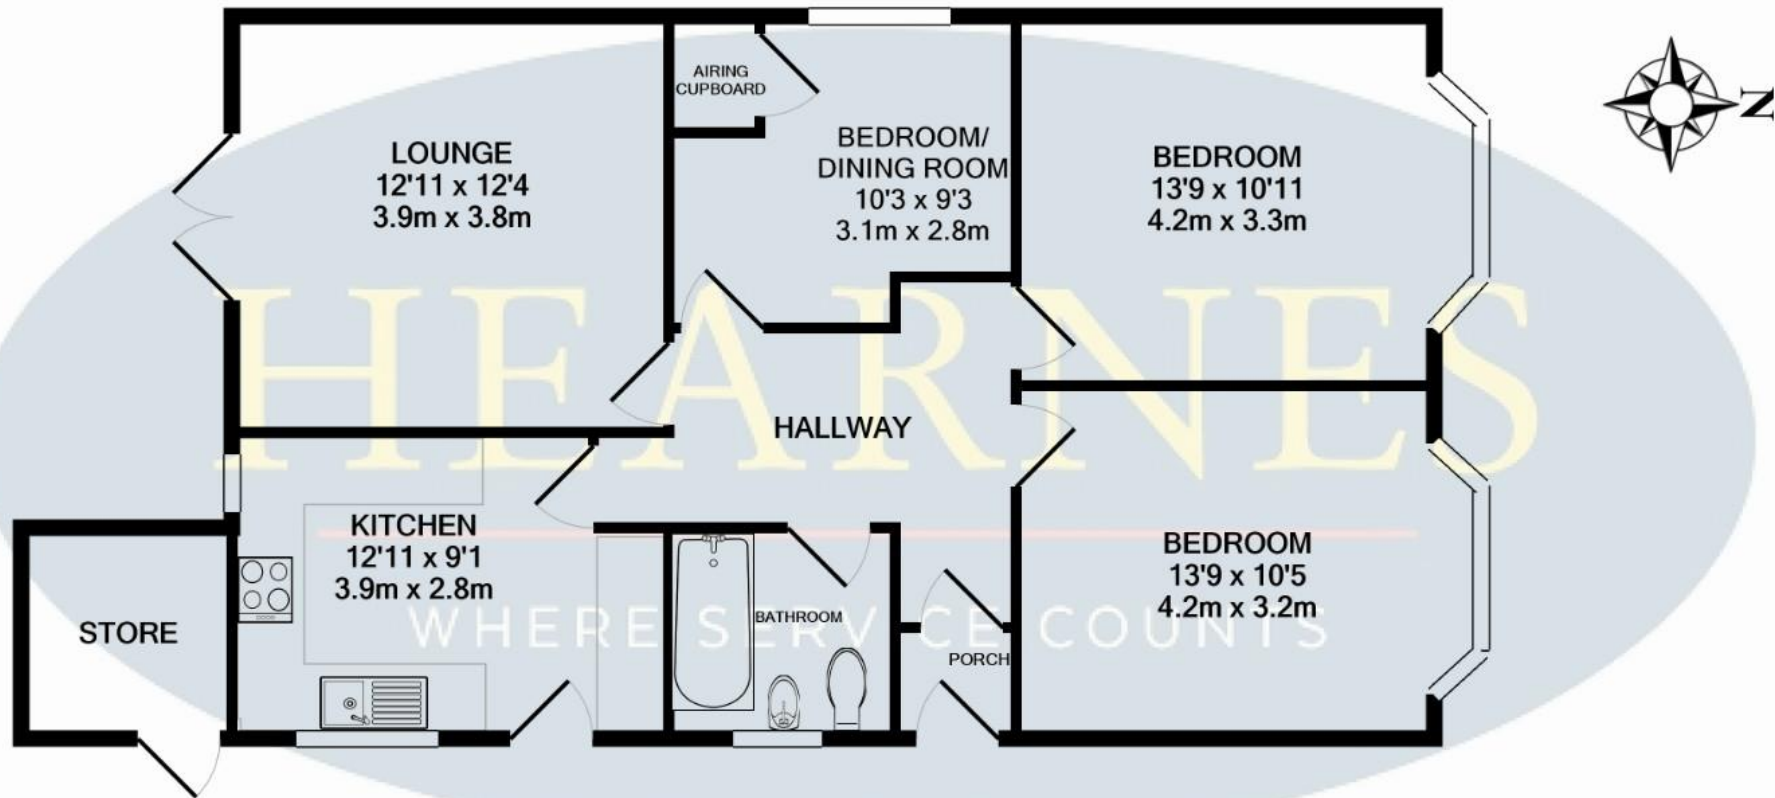 AIRING
CUPBOARD
LOUNGE
12'11 x 12'4
3.9m x 3.8m
BEDROOM/
DINING ROOM
10'3 x 9'3
3.1m x 2.8m
BEDROOM
13'9 x 10'11
4.2m x 3.3m
N
HEARNES
HALLWAY
KITCHEN
12'11 x 9'1
3.9m x 2.8m
BEDROOM
13'9 x 10'5
4.2m x 3.2m
STORE
BATHROOM
WHERE SERVICE COUNTS
PORCH